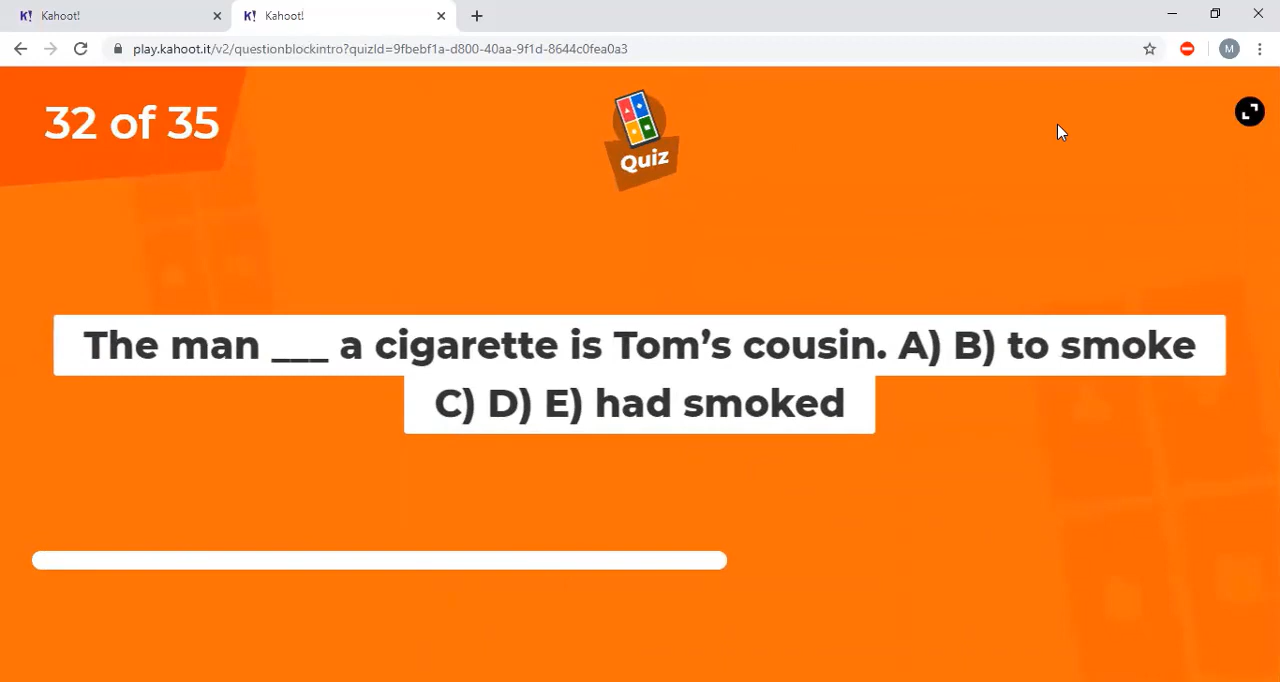 Kahoot!
Kahoot!
play.kahoot.it/v2/questionblockintro?quizId=9fbebf1a-d800-40aa-9f1d-8644c0fea0a3
M
32 of 35
Quiz
The man ___ a cigarette is Tom’s cousin. A) B) to smoke
C) D) E) had smoked